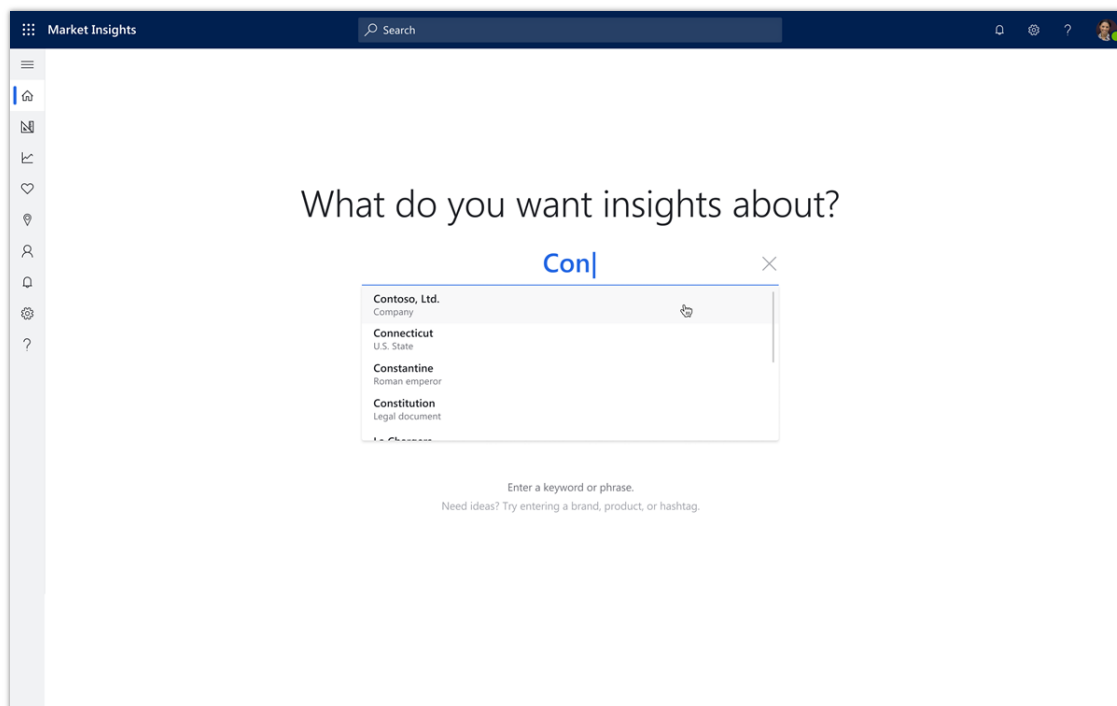 Market Insights
Search
?
What do you want insights about?
Con
Contoso, Ltd.
Company
Connecticut
U.S. State
Constantine
Roman emperor
Constitution
Legal document
Enter a keyword or phrase.
Need ideas? Try entering a brand, product, or hashtag.
?